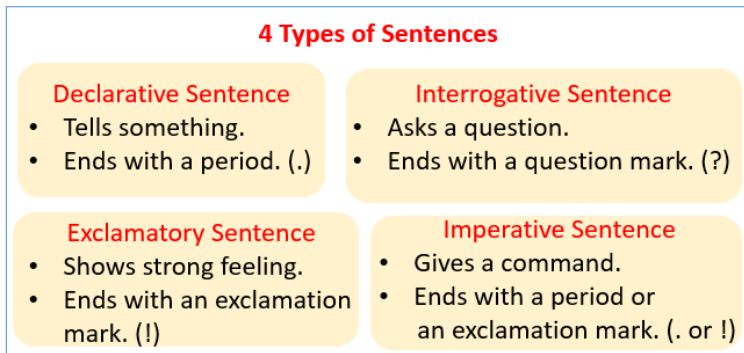 4 Types of Sentences
Declarative Sentence
• Tells something.
• Ends with a period. (.)
Interrogative Sentence
• Asks a question.
• Ends with a question mark. (?)
Exclamatory Sentence
• Shows strong feeling.
• Ends with an exclamation
mark. (!)
Imperative Sentence
• Gives a command.
• Ends with a period or
an exclamation mark. (. or !)